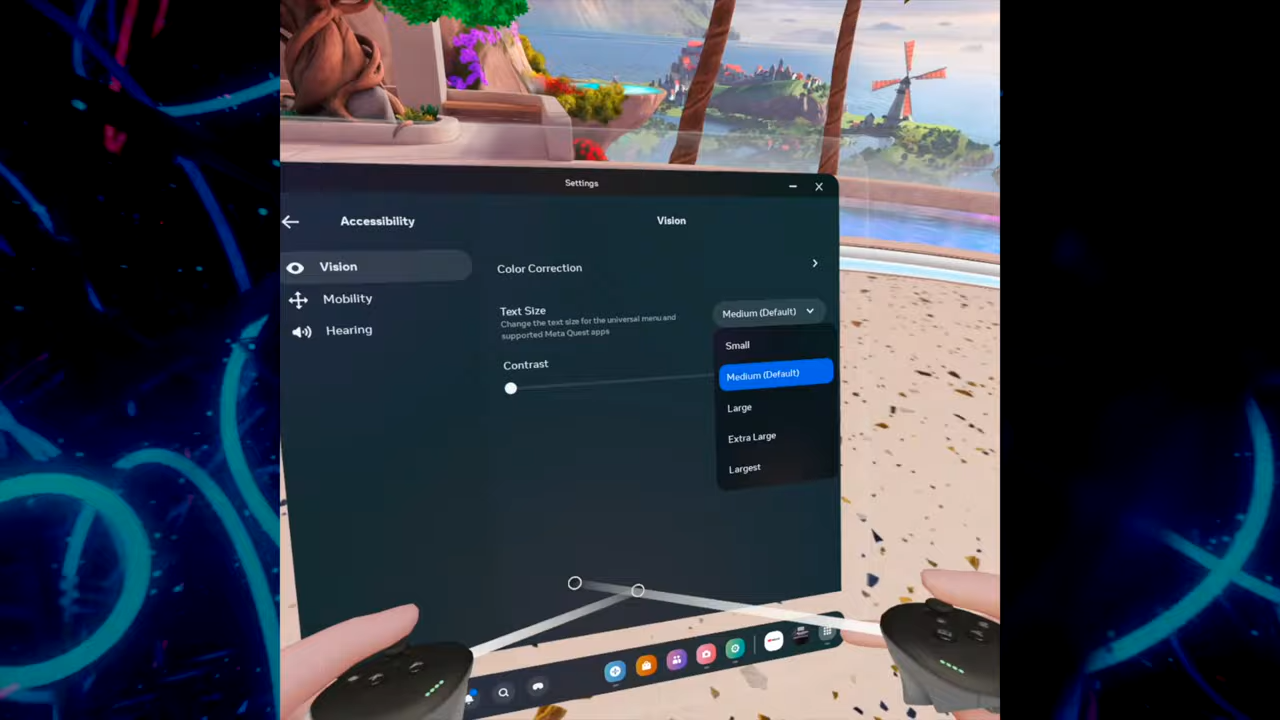 Settings
Accessibility
Vision
Vision
Mobility
Hearing
Color Correction
Text Size
Change the text size for the universal menu and
supported Meta Quest apps
Medium (Default)
Small
Medium (Default)
Large
Extra Large
Largest
Contrast